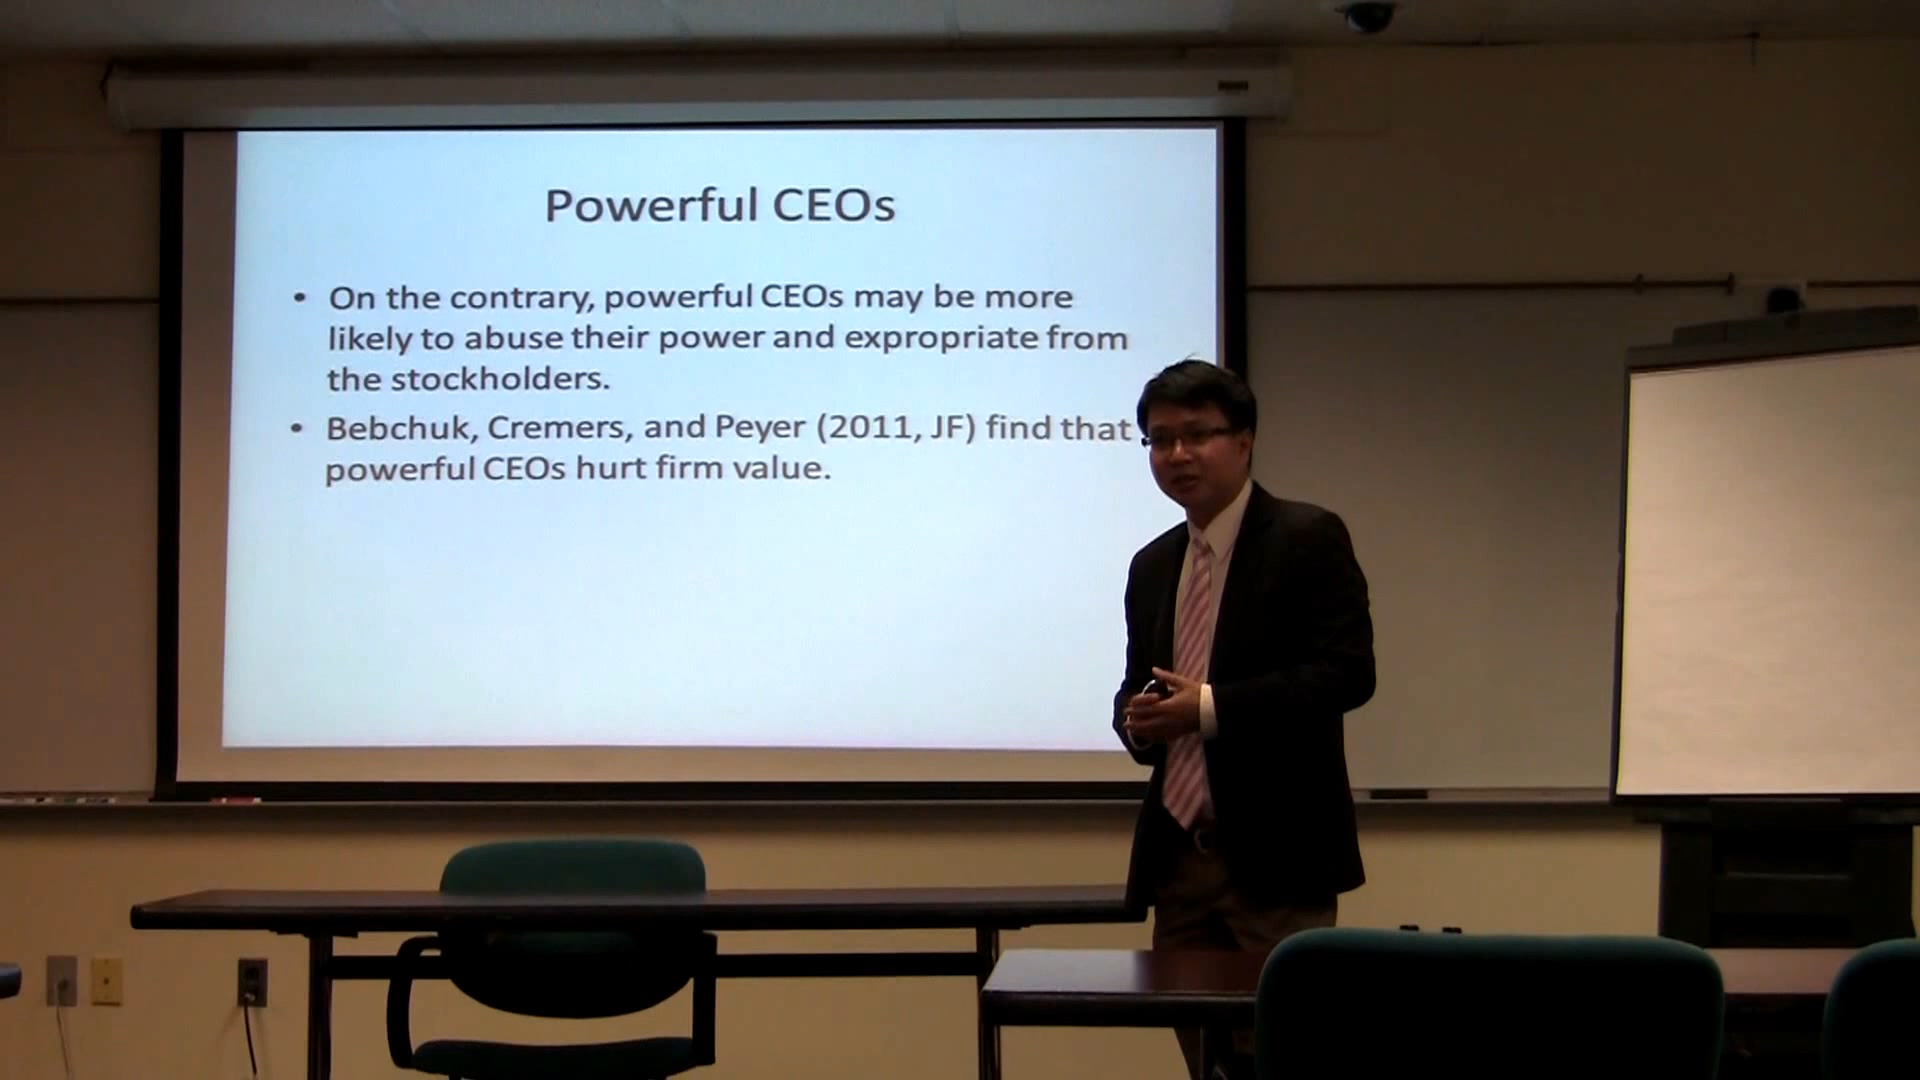 Powerful CEOs
• On the contrary, powerful CEOs may be more
likely to abuse their power and expropriate from
the stockholders.
• Bebchuk, Cremers, and Peyer (2011, JF) find that
powerful CEOs hurt firm value.